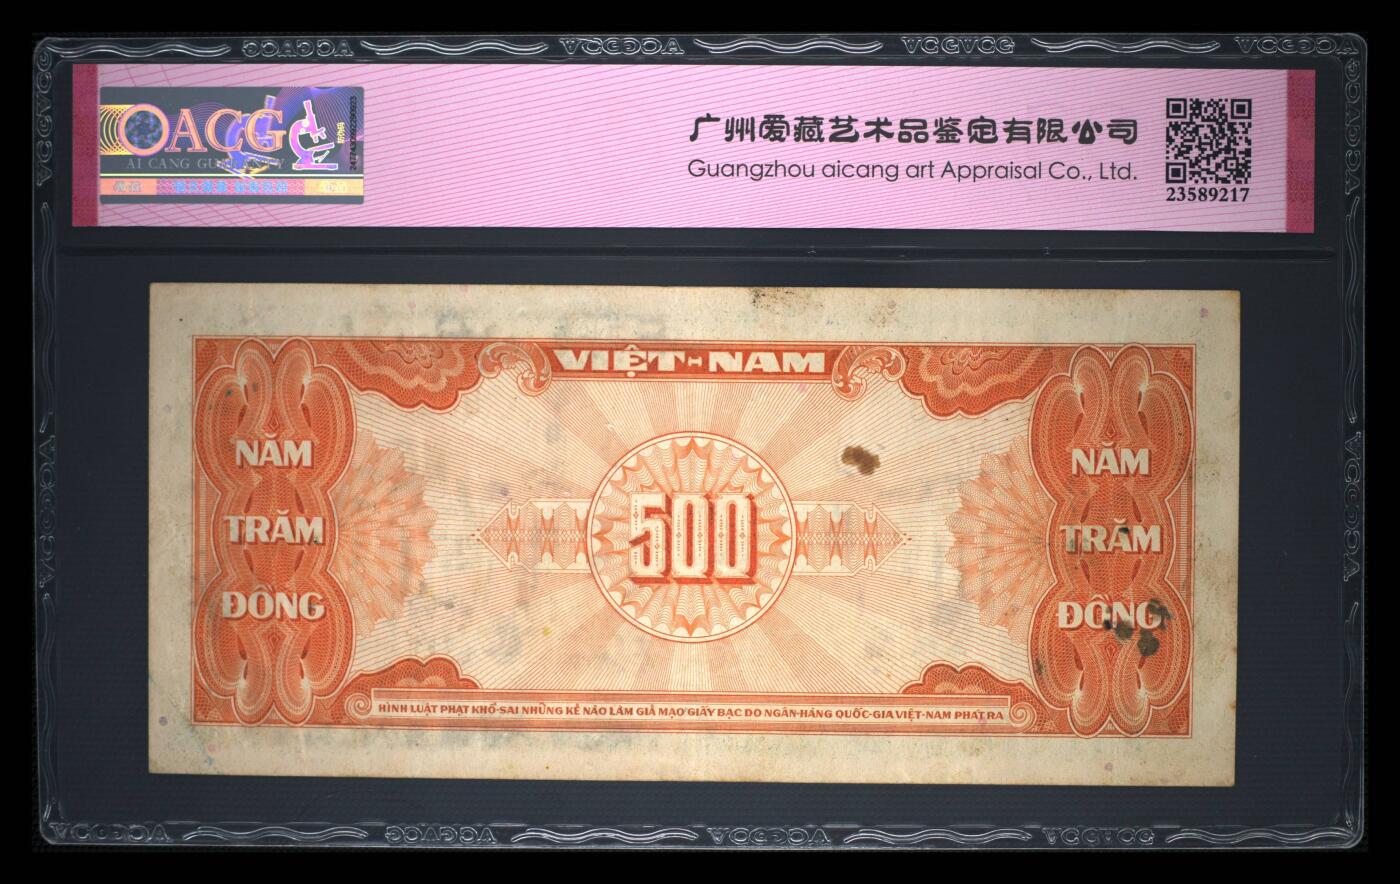 OACG
广州爱藏艺术品鉴定有限公司
Guangzhou aicang art Appraisal Co., Ltd.
23589217
VIỆT-NAM
NĂM
TRĂM
ĐỒNG
500
NĂM
TRĂM
ĐỒNG
HÌNH LUẬT PHẠT KHỔ-SAI NHỮNG KẺ NÀO LÀM GIẢ MẠO GIẤY BẠC DO NGÂN-HÀNG QUỐC-GIA VIỆT-NAM PHÁT RA